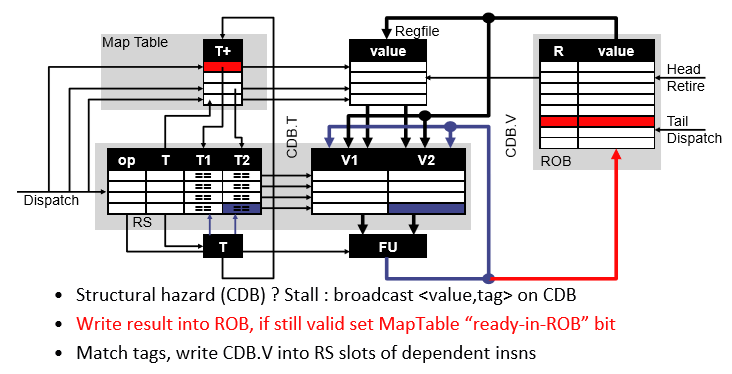 Map Table
T+
Regfile
value
R value
Head
Retire
Tail
Dispatch
ROB
CDB.T
CDB.V
op T T1 T2
V1 V2
== ==
== ==
== ==
== ==
Dispatch
RS
T
FU
• Structural hazard (CDB) ? Stall : broadcast <value,tag> on CDB
• Write result into ROB, if still valid set MapTable “ready-in-ROB” bit
• Match tags, write CDB.V into RS slots of dependent insns